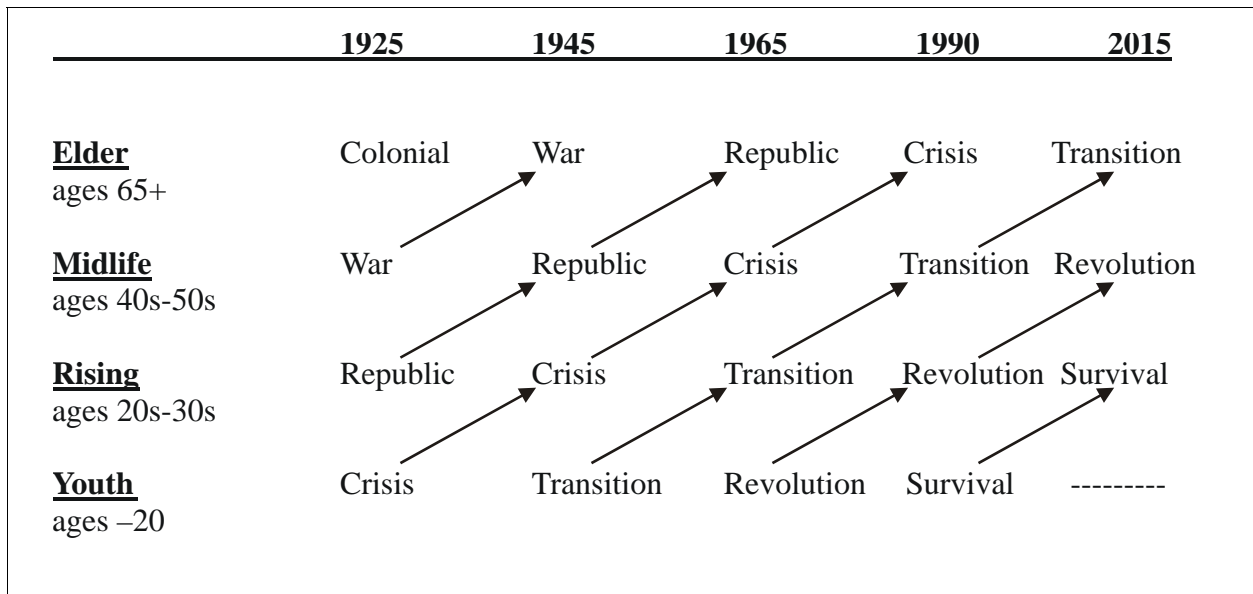 1925 1945 1965 1990 2015
Elder Colonial War Republic Crisis Transition
ages 65+
Midlife War Republic Crisis Transition Revolution
ages 40s-50s
Rising Republic Crisis Transition Revolution Survival
ages 20s-30s
Youth Crisis Transition Revolution Survival ---------
ages –20